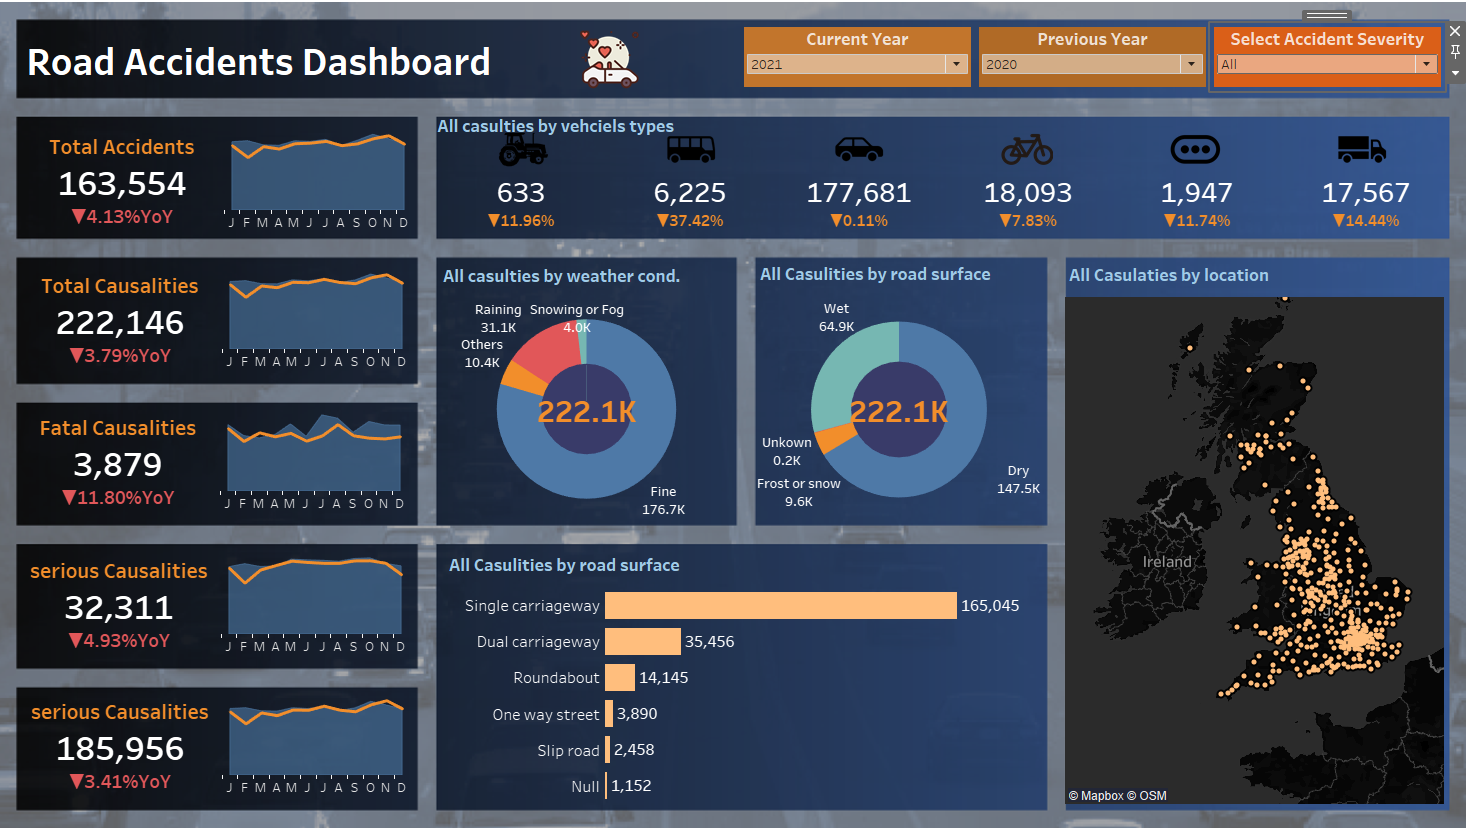 Road Accidents Dashboard
Current Year
2021
Previous Year
2020
Select Accident Severity
All
Total Accidents
163,554
▼4.13%YoY
J F M A M J J A S O N D
All casulties by vehciels types
633
▼11.96%
6,225
▼37.42%
177,681
▼0.11%
18,093
▼7.83%
1,947
▼11.74%
17,567
▼14.44%
Total Causalities
222,146
▼3.79%YoY
J F M A M J J A S O N D
Fatal Causalities
3,879
▼11.80%YoY
J F M A M J J A S O N D
serious Causalities
32,311
▼4.93%YoY
J F M A M J J A S O N D
serious Causalities
185,956
▼3.41%YoY
J F M A M J J A S O N D
All casulties by weather cond.
Raining
31.1K
Snowing or Fog
4.0K
Others
10.4K
222.1K
Fine
176.7K
All Casulities by road surface
Wet
64.9K
222.1K
Unkown
0.2K
Frost or snow
9.6K
Dry
147.5K
All Casulities by road surface
Single carriageway 165,045
Dual carriageway 35,456
Roundabout 14,145
One way street 3,890
Slip road 2,458
Null 1,152
All Casulaties by location
Ireland
© Mapbox © OSM